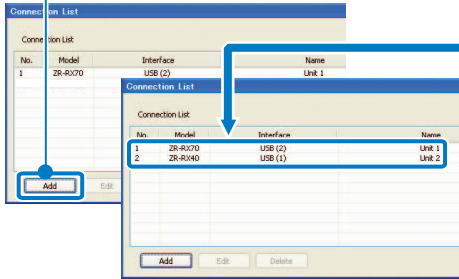 Connection List
Connection List
No. Model Interface Name
1 ZR-RX70 USB (2) Unit 1
Add Edit
Connection List
Connection List
No. Model Interface Name
1 ZR-RX70 USB (2) Unit 1
2 ZR-RX40 USB (1) Unit 2
Add Edit Delete